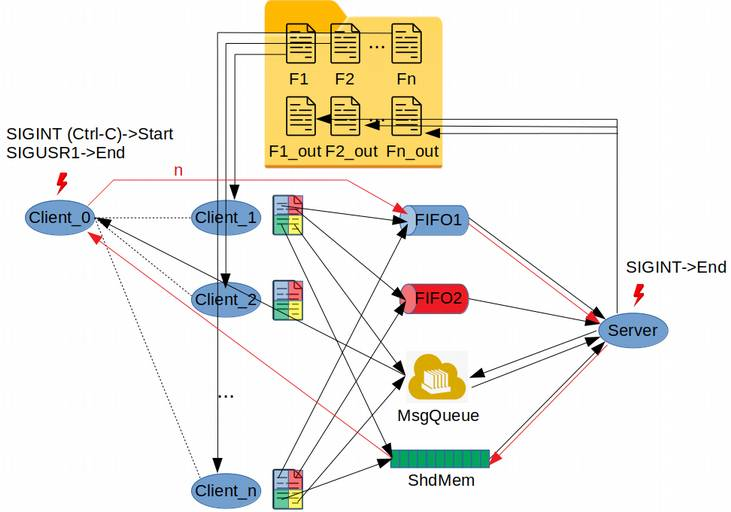 F1
F2
...
Fn
F1_out
F2_out
...
Fn_out
SIGINT (Ctrl-C)->Start
SIGUSR1->End
n
Client_0
Client_1
FIFO1
SIGINT->End
Client_2
FIFO2
Server
MsgQueue
...
ShdMem
Client_n